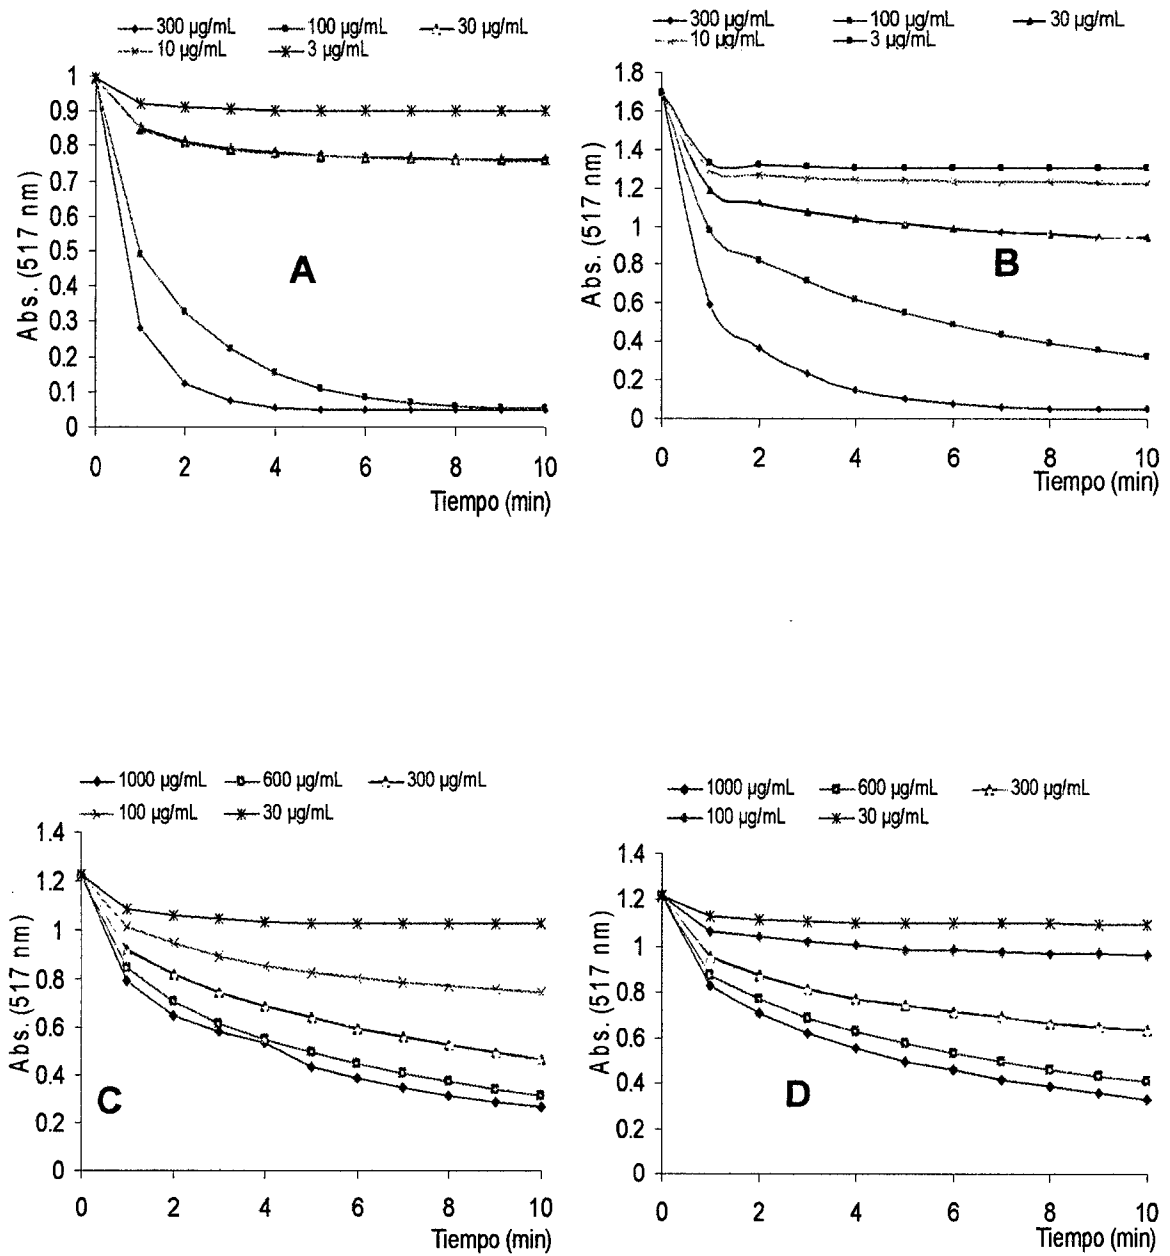 300 µg/mL 100 µg/mL 30 µg/mL
10 µg/mL 3 µg/mL
1
0.9
0.8
0.7
0.6
0.5
0.4
0.3
0.2
0.1
0
Abs. (517 nm)
A
0 2 4 6 8 10
Tiempo (min)
300 µg/mL 100 µg/mL 30 µg/mL
10 µg/mL 3 µg/mL
1.8
1.6
1.4
1.2
1
0.8
0.6
0.4
0.2
0
Abs. (517 nm)
B
0 2 4 6 8 10
Tiempo (min)
1000 µg/mL 600 µg/mL 300 µg/mL
100 µg/mL 30 µg/mL
1.4
1.2
1
0.8
0.6
0.4
0.2
0
Abs. (517 nm)
C
0 2 4 6 8 10
Tiempo (min)
1000 µg/mL 600 µg/mL 300 µg/mL
100 µg/mL 30 µg/mL
1.4
1.2
1
0.8
0.6
0.4
0.2
0
Abs. (517 nm)
D
0 2 4 6 8 10
Tiempo (min)